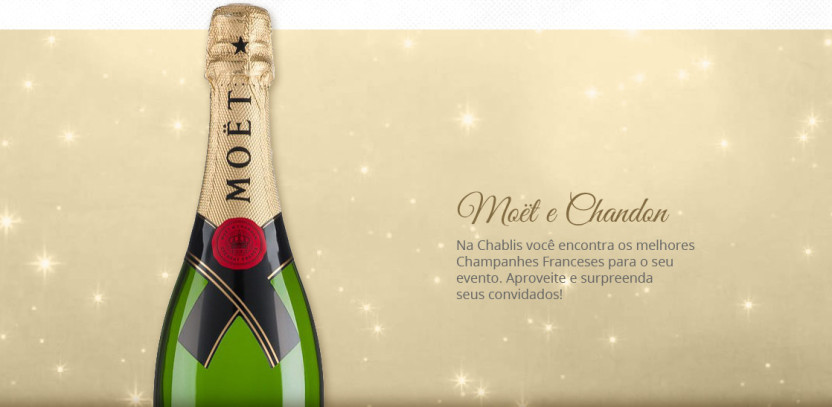 MOËT
Moët e Chandon
Na Chablis você encontra os melhores
Champanhes Franceses para o seu
evento. Aproveite e surpreenda
seus convidados!